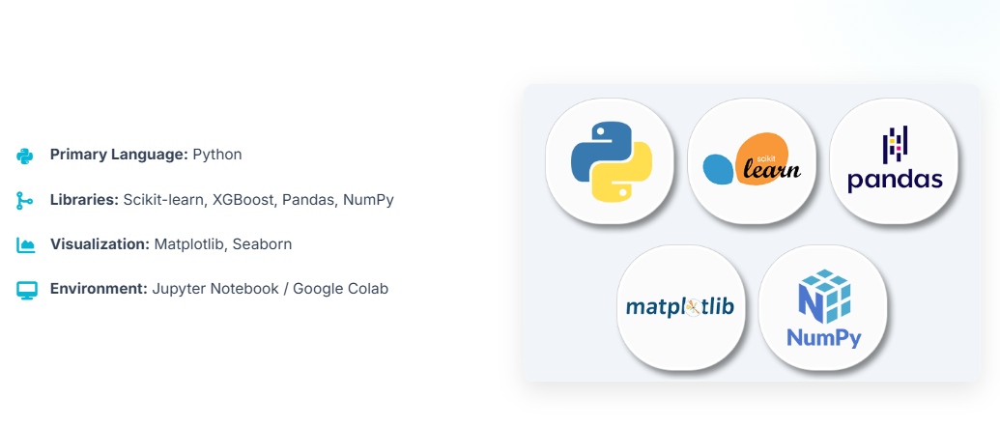 Primary Language: Python
Libraries: Scikit-learn, XGBoost, Pandas, NumPy
Visualization: Matplotlib, Seaborn
Environment: Jupyter Notebook / Google Colab
scikit
learn
pandas
matplotlib
NumPy